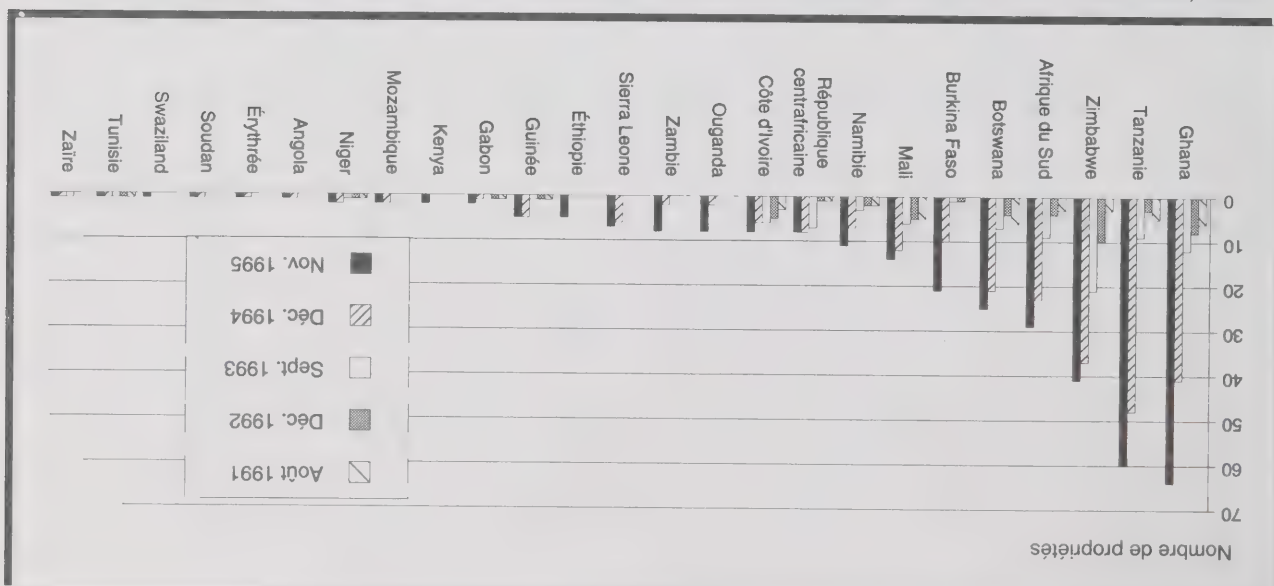 Nombre de propriétés
70
60
50
40
30
20
10
0
Août 1991
Déc. 1992
Sept. 1993
Déc. 1994
Nov. 1995
Ghana
Tanzanie
Zimbabwe
Afrique du Sud
Botswana
Burkina Faso
Mali
Namibie
République
centrafricaine
Côte d'Ivoire
Ouganda
Zambie
Sierra Leone
Éthiopie
Guinée
Gabon
Kenya
Mozambique
Niger
Angola
Érythrée
Soudan
Swaziland
Tunisie
Zaïre